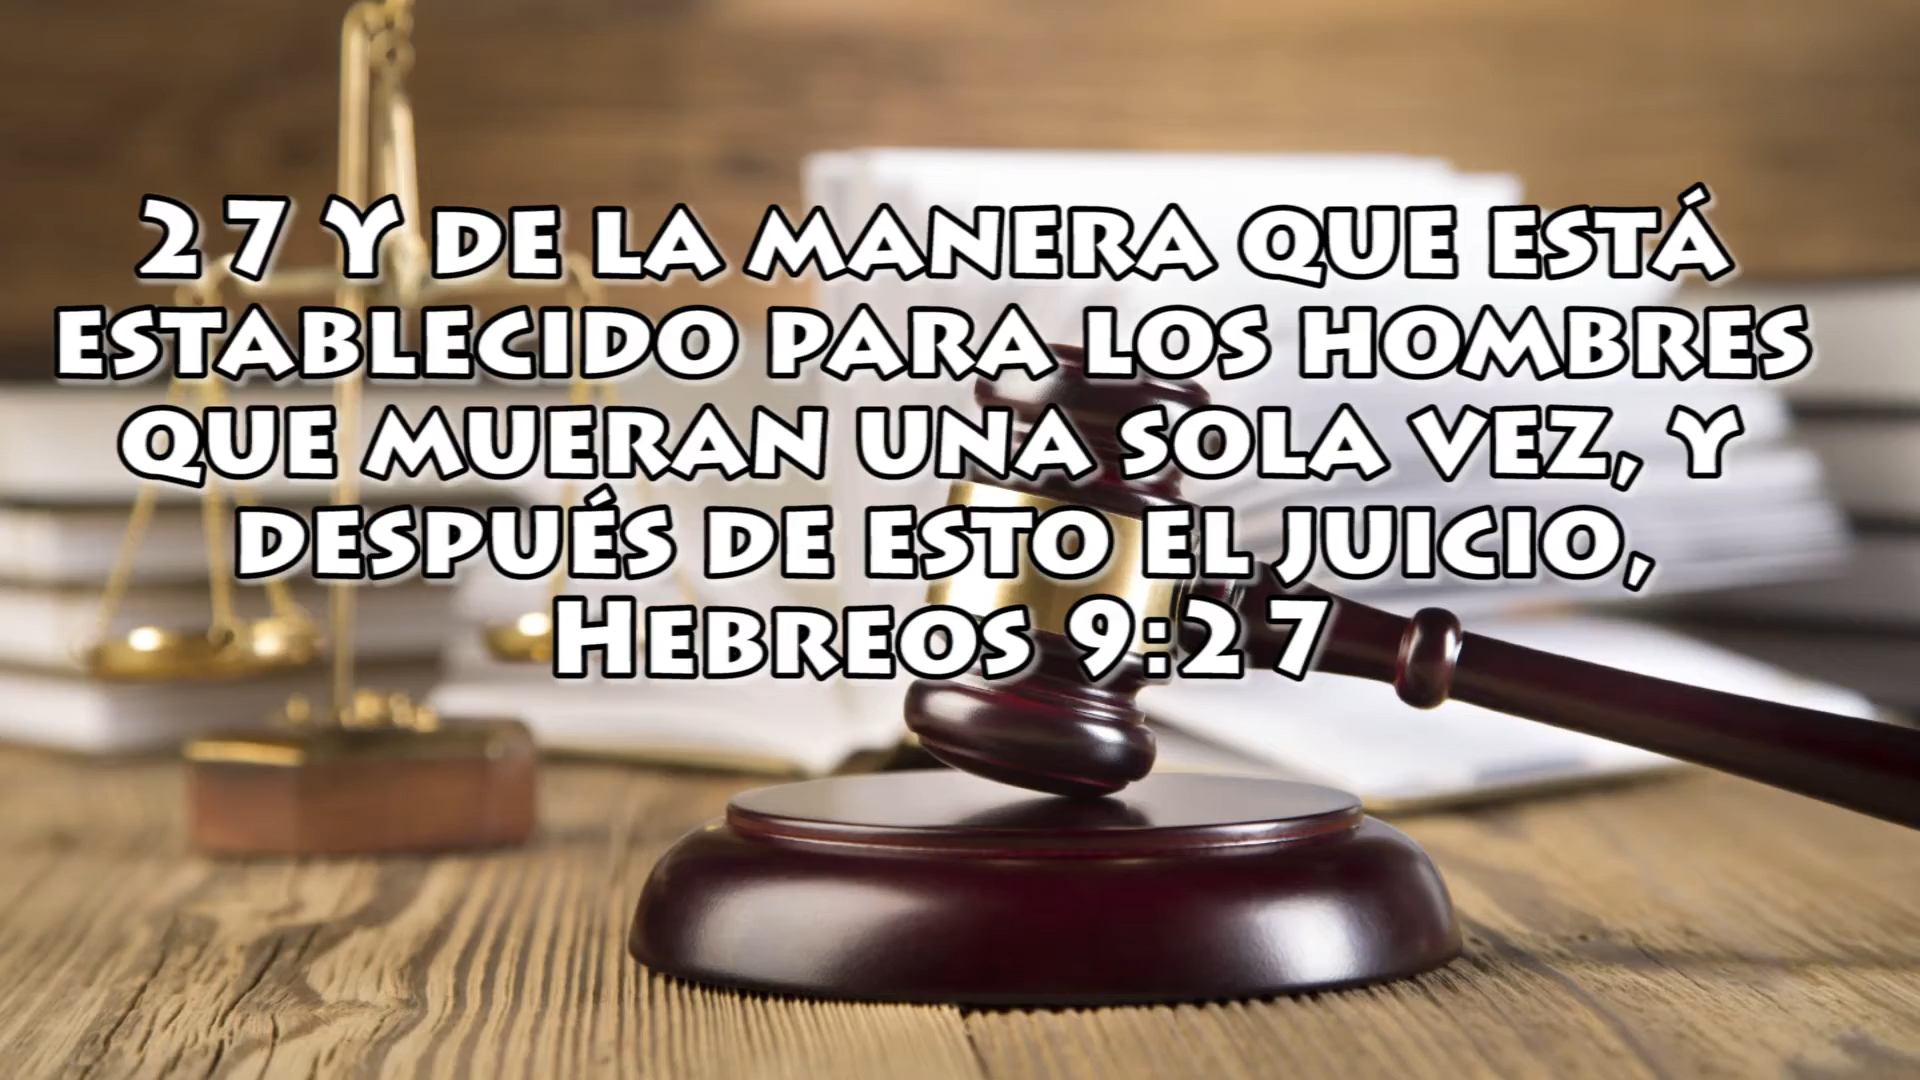 27 Y DE LA MANERA QUE ESTÁ
ESTABLECIDO PARA LOS HOMBRES
QUE MUERAN UNA SOLA VEZ, Y
DESPUÉS DE ESTO EL JUICIO,
HEBREOS 9:27